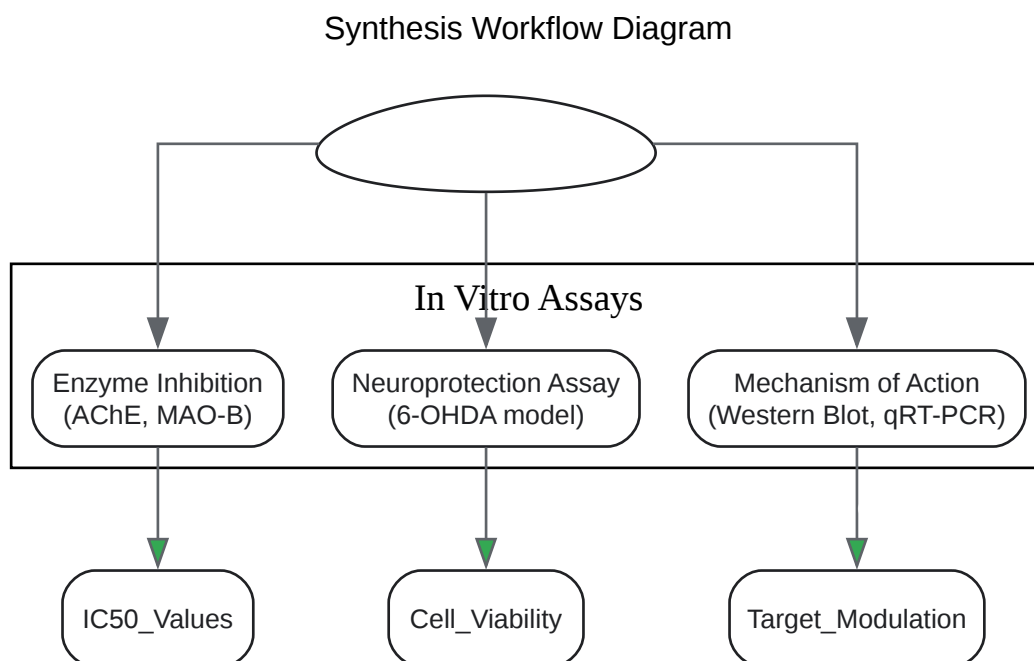 Synthesis Workflow Diagram
In Vitro Assays
Enzyme Inhibition
(AChE, MAO-B)
Neuroprotection Assay
(6-OHDA model)
Mechanism of Action
(Western Blot, qRT-PCR)
IC50_Values
Cell_Viability
Target_Modulation